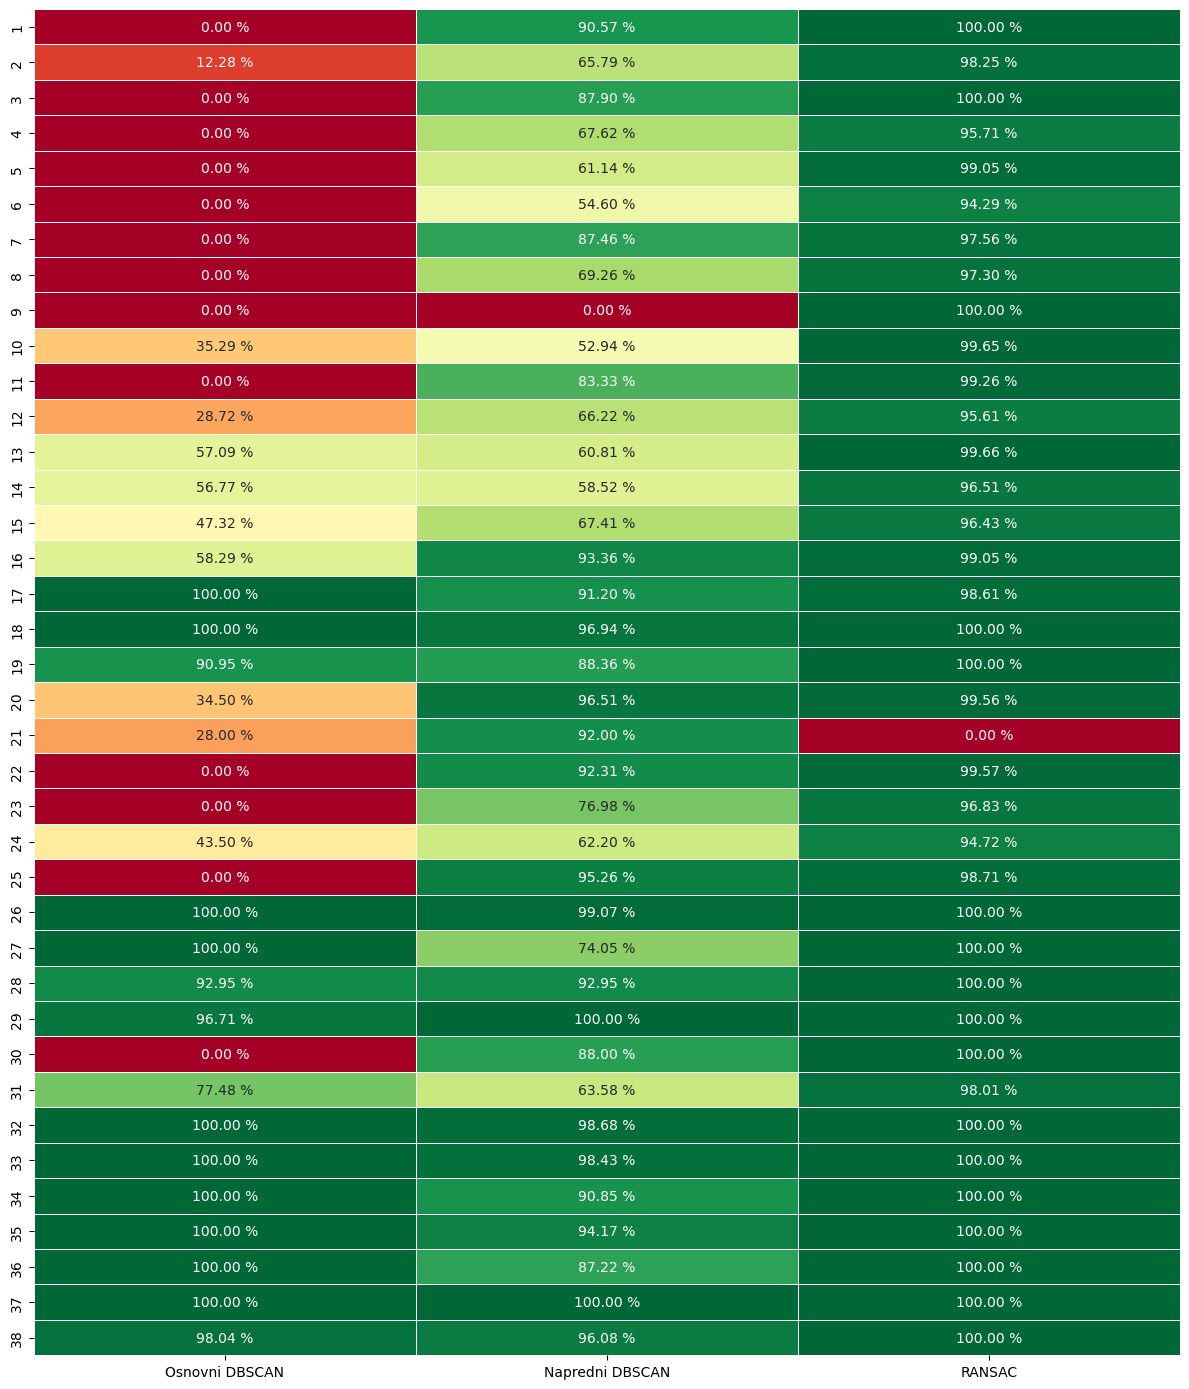 1 0.00 % 90.57 % 100.00 %
2 12.28 % 65.79 % 98.25 %
3 0.00 % 87.90 % 100.00 %
4 0.00 % 67.62 % 95.71 %
5 0.00 % 61.14 % 99.05 %
6 0.00 % 54.60 % 94.29 %
7 0.00 % 87.46 % 97.56 %
8 0.00 % 69.26 % 97.30 %
9 0.00 % 0.00 % 100.00 %
10 35.29 % 52.94 % 99.65 %
11 0.00 % 83.33 % 99.26 %
12 28.72 % 66.22 % 95.61 %
13 57.09 % 60.81 % 99.66 %
14 56.77 % 58.52 % 96.51 %
15 47.32 % 67.41 % 96.43 %
16 58.29 % 93.36 % 99.05 %
17 100.00 % 91.20 % 98.61 %
18 100.00 % 96.94 % 100.00 %
19 90.95 % 88.36 % 100.00 %
20 34.50 % 96.51 % 99.56 %
21 28.00 % 92.00 % 0.00 %
22 0.00 % 92.31 % 99.57 %
23 0.00 % 76.98 % 96.83 %
24 43.50 % 62.20 % 94.72 %
25 0.00 % 95.26 % 98.71 %
26 100.00 % 99.07 % 100.00 %
27 100.00 % 74.05 % 100.00 %
28 92.95 % 92.95 % 100.00 %
29 96.71 % 100.00 % 100.00 %
30 0.00 % 88.00 % 100.00 %
31 77.48 % 63.58 % 98.01 %
32 100.00 % 98.68 % 100.00 %
33 100.00 % 98.43 % 100.00 %
34 100.00 % 90.85 % 100.00 %
35 100.00 % 94.17 % 100.00 %
36 100.00 % 87.22 % 100.00 %
37 100.00 % 100.00 % 100.00 %
38 98.04 % 96.08 % 100.00 %
Osnovni DBSCAN Napredni DBSCAN RANSAC